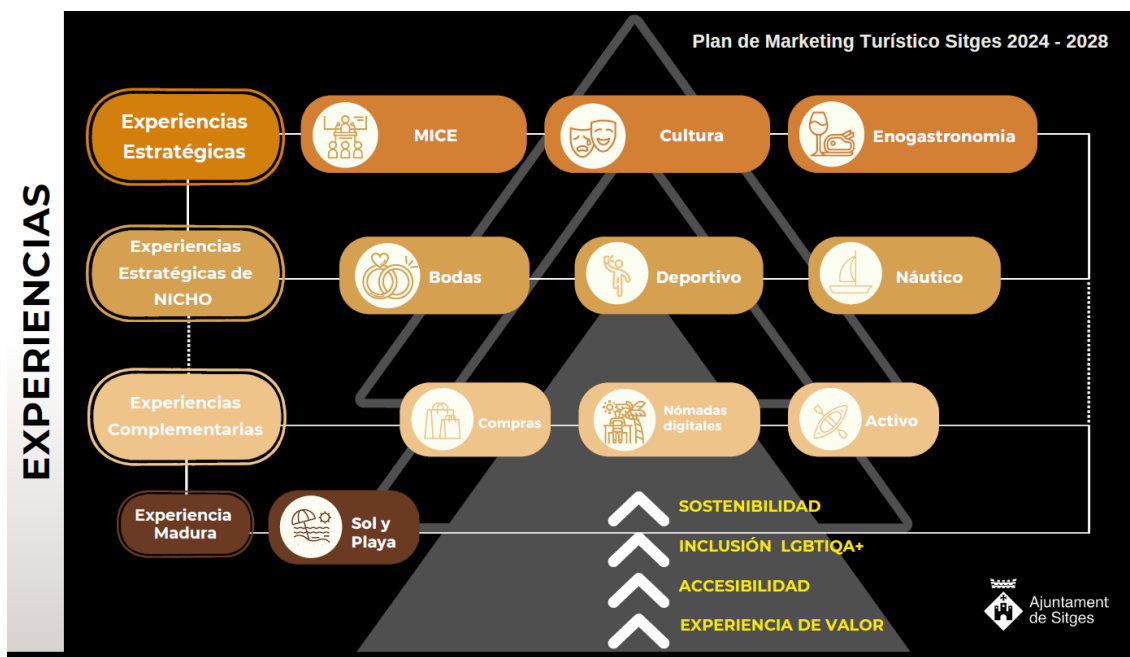 Plan de Marketing Turístico Sitges 2024 - 2028
EXPERIENCIAS
Experiencias
Estratégicas
MICE
Cultura
Enogastronomia
Experiencias
Estratégicas de
NICHO
Bodas
Deportivo
Náutico
Experiencias
Complementarias
Compras
Nómadas
digitales
Activo
Experiencia
Madura
Sol y
Playa
SOSTENIBILIDAD
INCLUSIÓN LGBTIQA+
ACCESIBILIDAD
EXPERIENCIA DE VALOR
Ajuntament
de Sitges